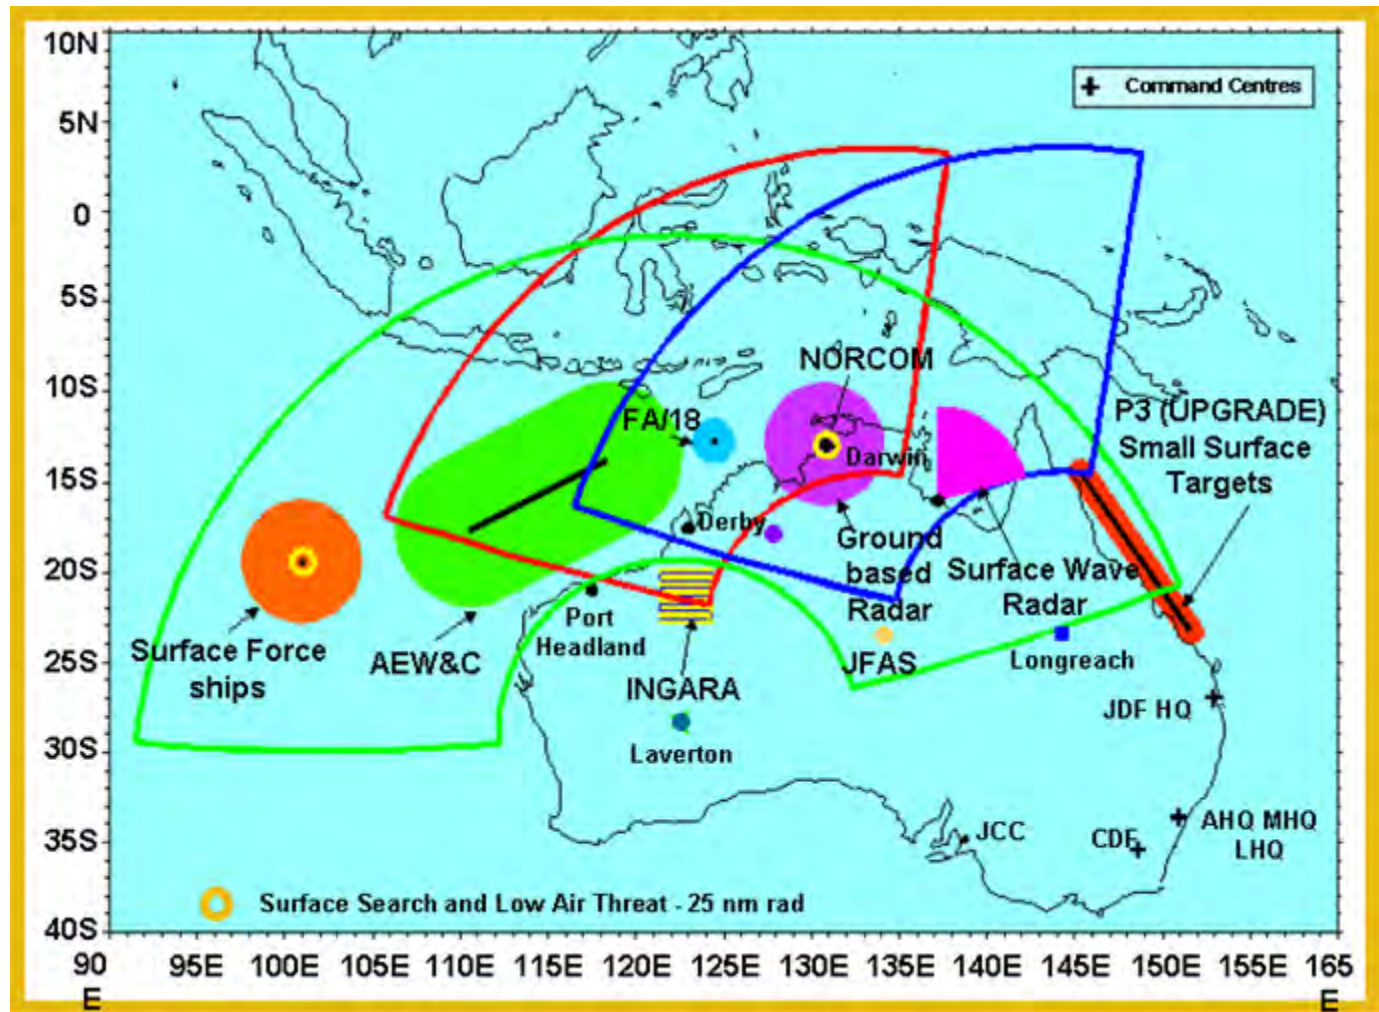 10N
Command Centres
5N
0
5S
NORCOM
10S
P3 (UPGRADE)
FA/18
Small Surface
Darwin
Targets
15S
Derby
Ground
based
Radar
Surface Wave
Radar
20S
Port
Headland
Surface Force
ships
AEW&C
JFAS
Longreach
25S
INGARA
JDF HQ
Laverton
30S
AHQ MHQ
LHQ
JCC
CDF
35S
Surface Search and Low Air Threat - 25 nm rad
40S
90 95E 100E 105E 110E 115E 120E 125E 130E 135E 140E 145E 150E 155E 165
E E